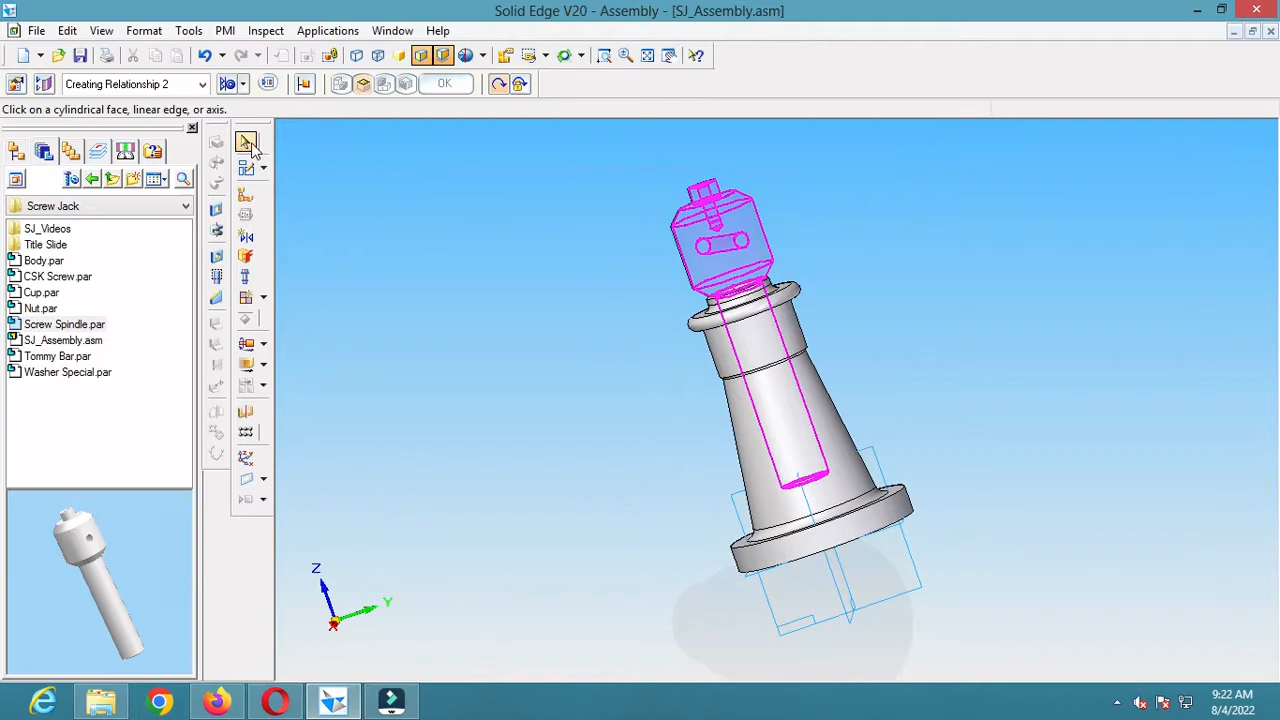 Solid Edge V20 - Assembly - [SJ_Assembly.asm]
File Edit View Format Tools PMI Inspect Applications Window Help
Creating Relationship 2
OK
Click on a cylindrical face, linear edge, or axis.
Screw Jack
SJ_Videos
Title Slide
Body.par
CSK Screw.par
Cup.par
Nut.par
Screw Spindle.par
SJ_Assembly.asm
Tommy Bar.par
Washer Special.par
Z
Y
X
9:22 AM
8/4/2022